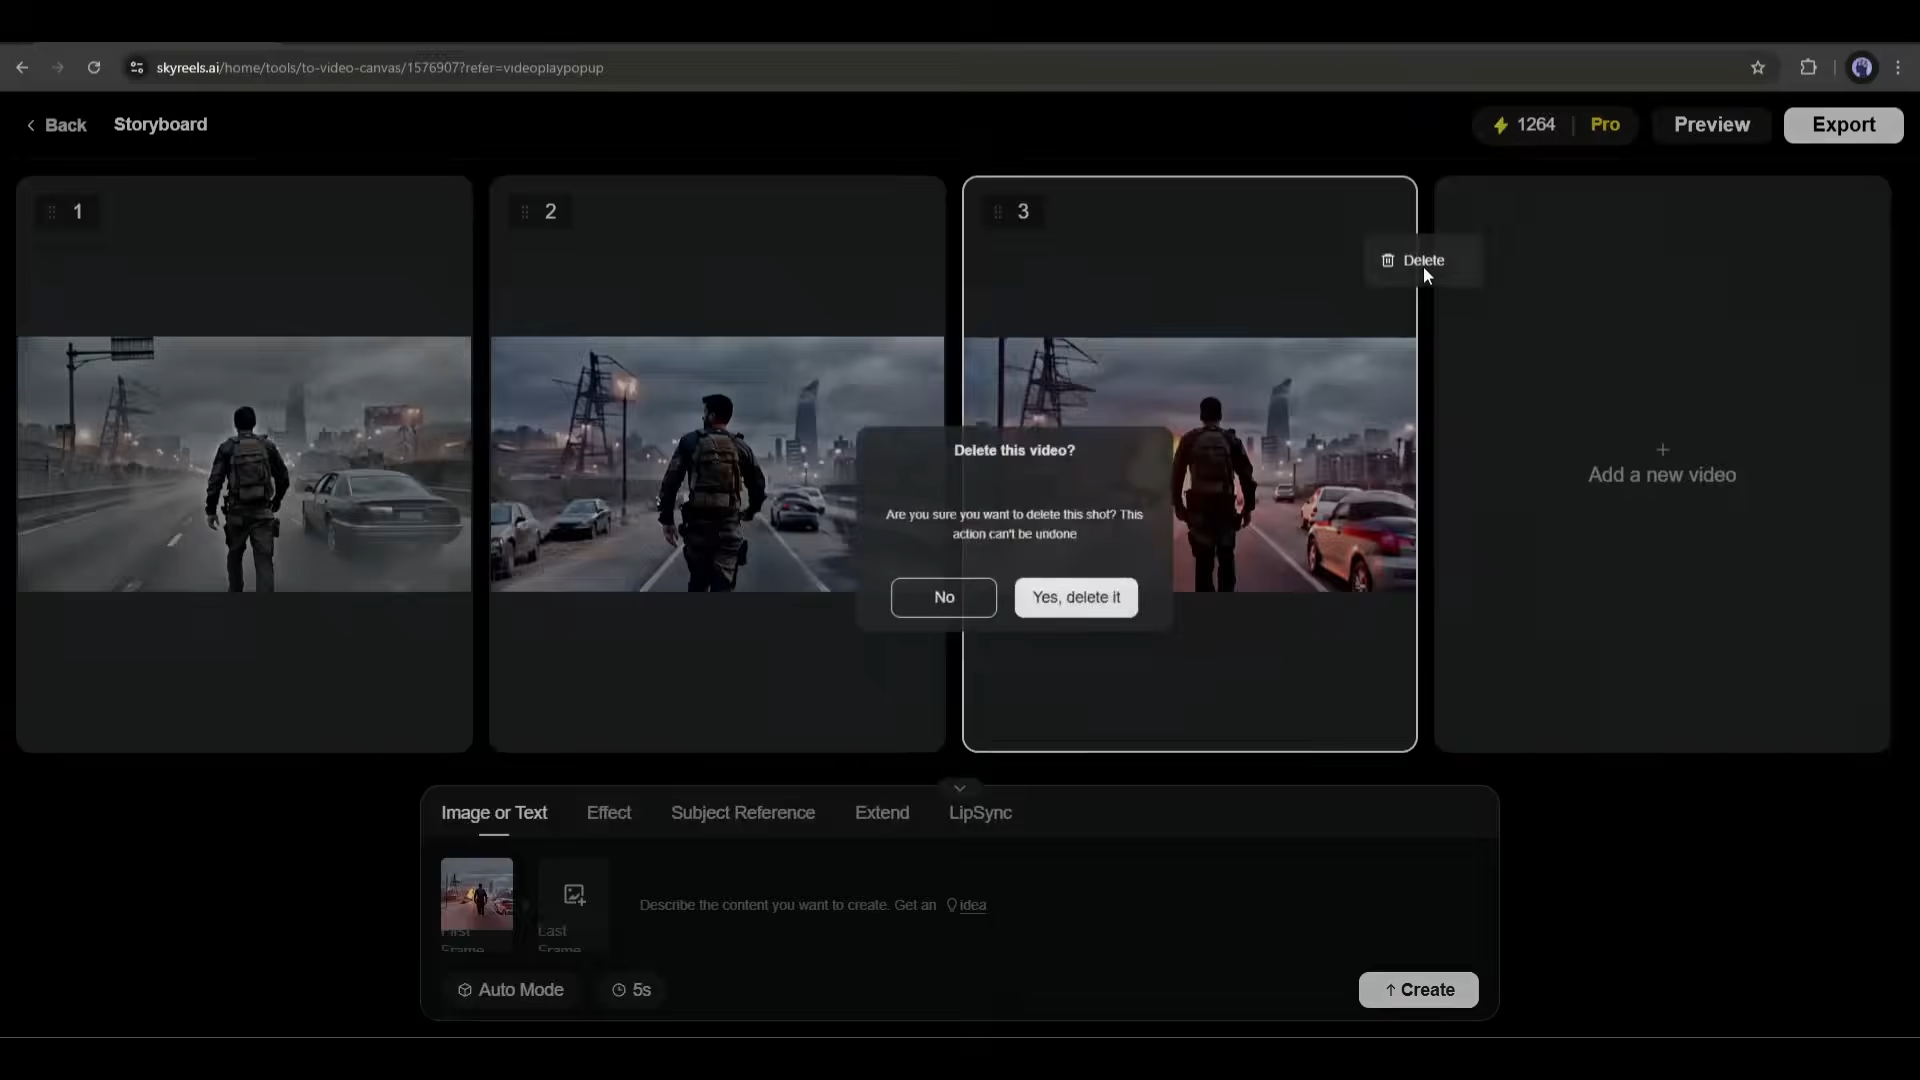 skyreels.ai/home/tools/to-video-canvas/1576907?refer=videoplaypopup
Back
Storyboard
1264
Pro
Preview
Export
1
2
3
Delete
Add a new video
Delete this video?
Are you sure you want to delete this shot? This
action can't be undone
No
Yes, delete it
Image or Text
Effect
Subject Reference
Extend
LipSync
Describe the content you want to create. Get an idea
First
Frame
Last
Frame
Auto Mode
5s
Create